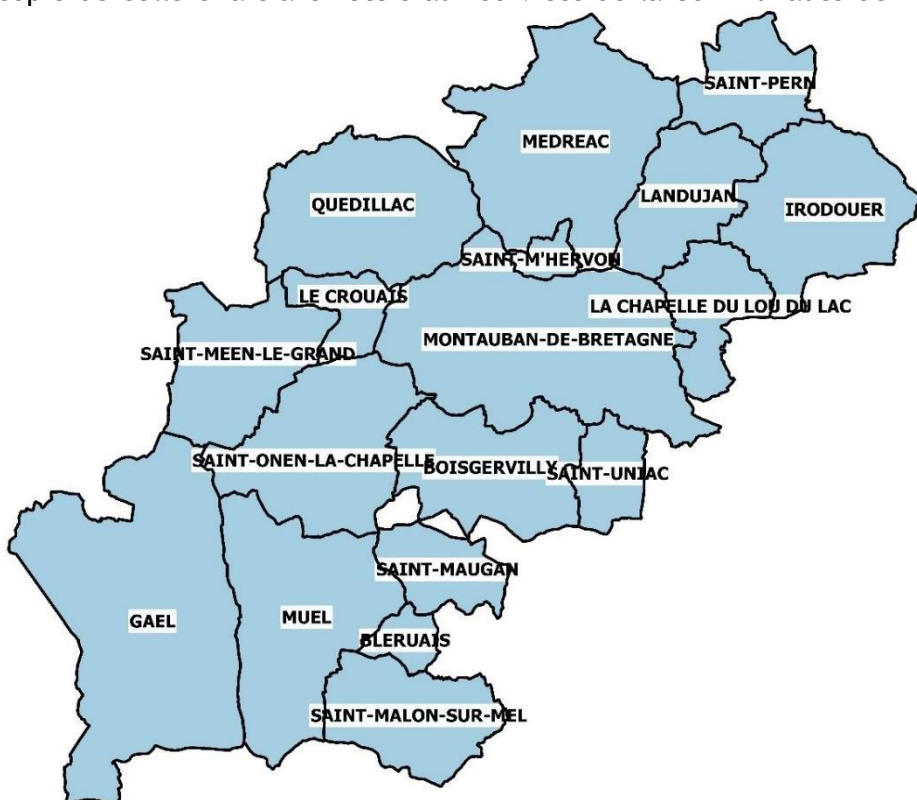 SAINT-PERN
MEDREAC
LANDUJAN
QUEDILLAC
IRODOUER
SAINT-M'HERVON
LE CROUAIS
LA CHAPELLE DU LOU DU LAC
MONTAUBAN-DE-BRETAGNE
SAINT-MEEN-LE-GRAND
SAINT-ONEN-LA-CHAPELLE
BOISGERVILLY
SAINT-UNIAC
SAINT-MAUGAN
GAEL
MUEL
BLERUAIS
SAINT-MALON-SUR-MEL